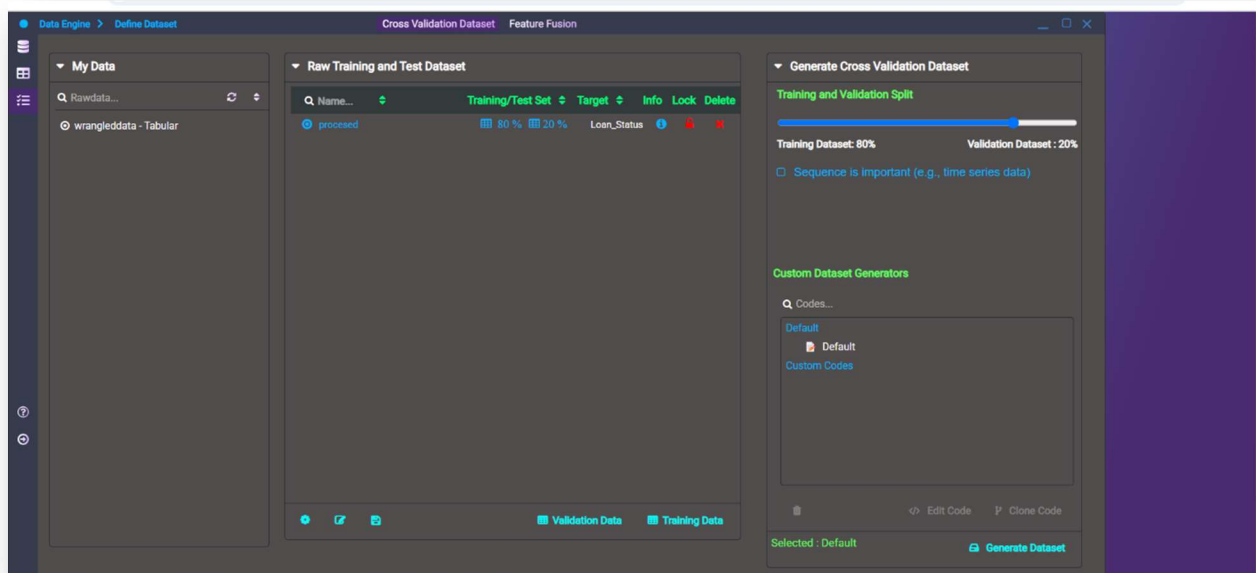 Data Engine > Define Dataset
Cross Validation Dataset Feature Fusion
My Data
Rawdata...
wrangleddata - Tabular
Raw Training and Test Dataset
Name... Training/Test Set Target Info Lock Delete
procesed 80 % 20 % Loan_Status
Validation Data Training Data
Generate Cross Validation Dataset
Training and Validation Split
Training Dataset: 80% Validation Dataset : 20%
Sequence is important (e.g., time series data)
Custom Dataset Generators
Codes...
Default
Default
Custom Codes
</> Edit Code Clone Code
Selected : Default Generate Dataset